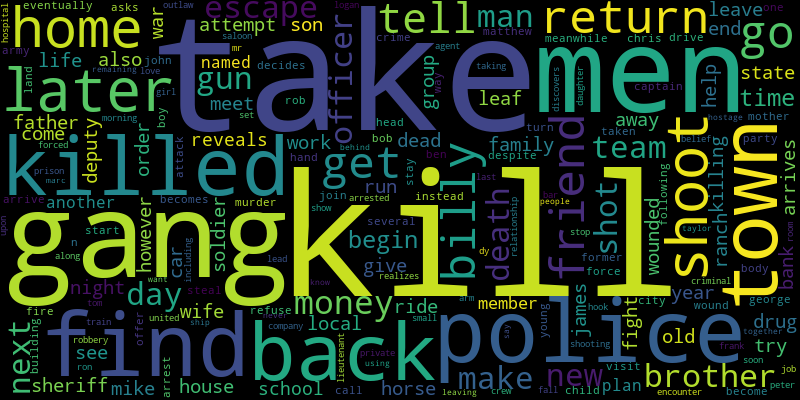 hospital
eventually
asks
home
army
war
escape
attempt
son
tell
man
return
outlaw
logan
saloon
leave
one
end
go
meanwhile
chris
drive
matthew
life
also
john
mr
gun
take
officer
crime
agent
way
group
men
discovers
daughter
captain
help
state
time
later
land
remaining
love
girl
named
decides
meet
rob
set
taking
leaf
father
come
deputy
morning
boy
order
reveals
head
bob
dead
turn
taken
away
hostage
mother
killed
forced
prison
marc
attack
work
hand
behind
get
stay
ben
family
despite
friend
team
belief
party
shoot
ranch
killing
town
arrives
arrive
another
becomes
murder
join
run
arrested
instead
billy
last
bar
people
shot
following
wounded
upon
gang
start
however
soldier
show
several
kill
death
relationship
former
taylor
body
room
n
along
car
including
lead
begin
realizes
dy
stop
force
criminal
bank
night
steal
want
know
give
day
tom
fire
offer
wife
refuse
money
ride
arm
member
james
hook
fight
city
year
wound
george
together
next
building
find
train
united
ship
never
local
small
police
say
young
shooting
old
drug
robbery
company
back
lieutenant
private
using
see
ron
frank
soon
try
sheriff
mike
arrest
house
school
call
horse
leaving
make
crew
fall
new
child
visit
plan
encounter
brother
become
job
peter